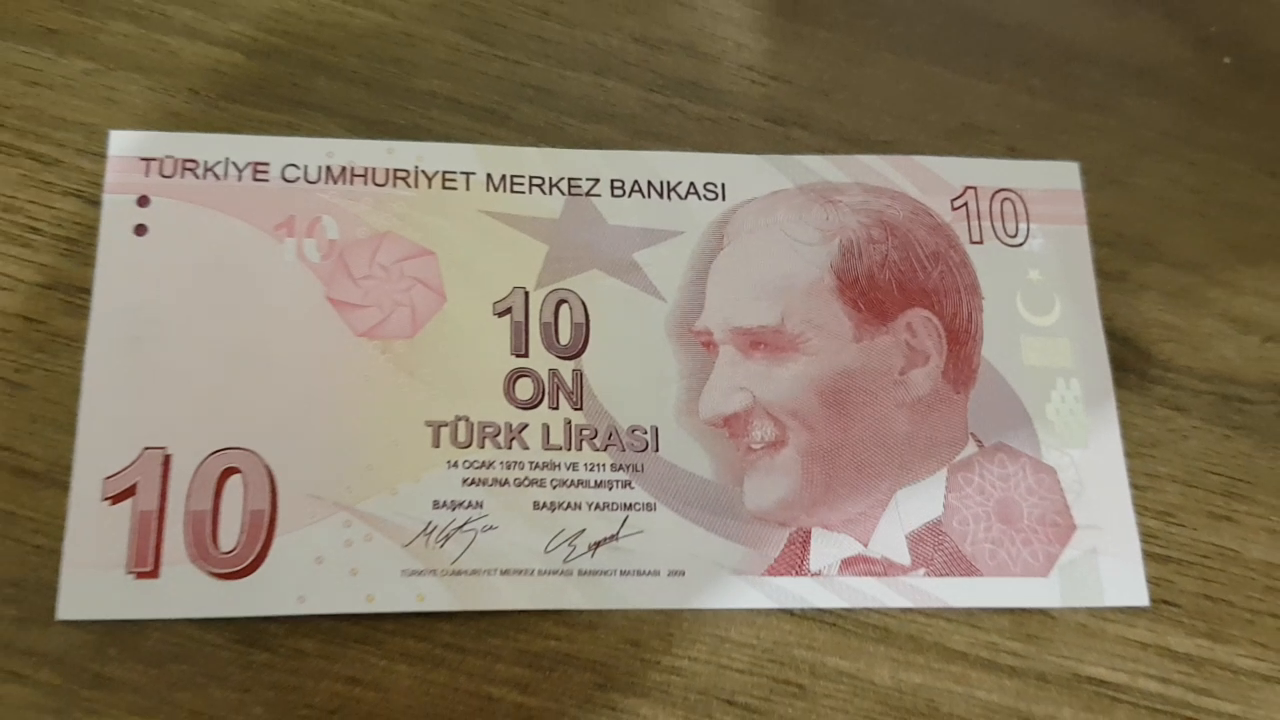 TÜRKİYE CUMHURİYET MERKEZ BANKASI
10
10
10
ON
TÜRK LİRASI
14 OCAK 1970 TARİH VE 1211 SAYILI
KANUNA GÖRE ÇIKARILMIŞTIR.
BAŞKAN BAŞKAN YARDIMCISI
TÜRKİYE CUMHURİYET MERKEZ BANKASI BANKNOT MATBAASI 2009
10